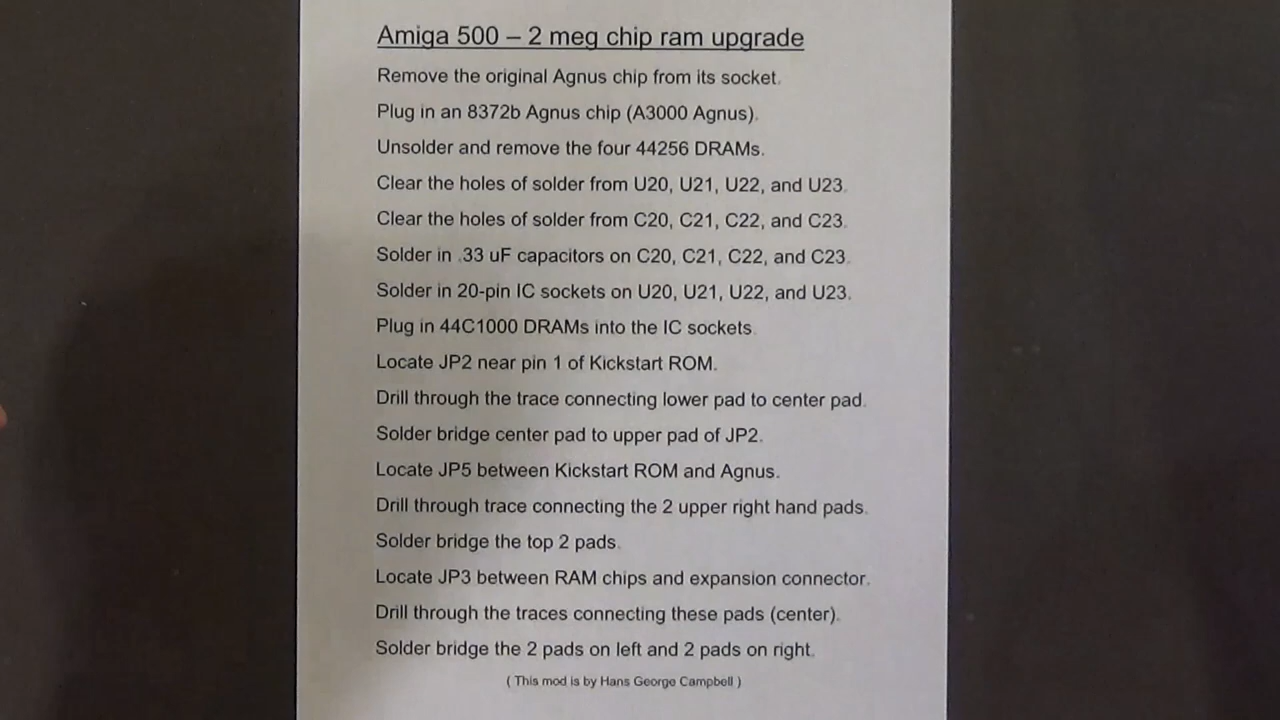 Amiga 500 – 2 meg chip ram upgrade
Remove the original Agnus chip from its socket.
Plug in an 8372b Agnus chip (A3000 Agnus).
Unsolder and remove the four 44256 DRAMs.
Clear the holes of solder from U20, U21, U22, and U23.
Clear the holes of solder from C20, C21, C22, and C23.
Solder in .33 uF capacitors on C20, C21, C22, and C23.
Solder in 20-pin IC sockets on U20, U21, U22, and U23.
Plug in 44C1000 DRAMs into the IC sockets.
Locate JP2 near pin 1 of Kickstart ROM.
Drill through the trace connecting lower pad to center pad.
Solder bridge center pad to upper pad of JP2.
Locate JP5 between Kickstart ROM and Agnus.
Drill through trace connecting the 2 upper right hand pads.
Solder bridge the top 2 pads.
Locate JP3 between RAM chips and expansion connector.
Drill through the traces connecting these pads (center).
Solder bridge the 2 pads on left and 2 pads on right.
( This mod is by Hans George Campbell )